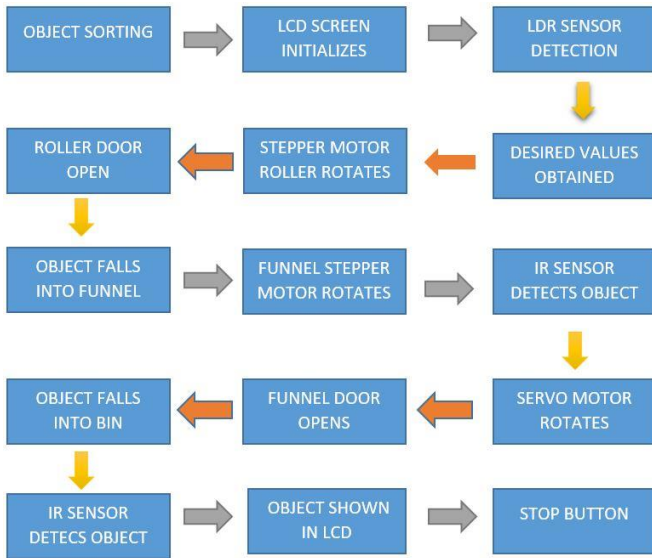 OBJECT SORTING
LCD SCREEN
INITIALIZES
LDR SENSOR
DETECTION
DESIRED VALUES
OBTAINED
STEPPER MOTOR
ROLLER ROTATES
ROLLER DOOR
OPEN
OBJECT FALLS
INTO FUNNEL
FUNNEL STEPPER
MOTOR ROTATES
IR SENSOR
DETECTS OBJECT
SERVO MOTOR
ROTATES
FUNNEL DOOR
OPENS
OBJECT FALLS
INTO BIN
IR SENSOR
DETECS OBJECT
OBJECT SHOWN
IN LCD
STOP BUTTON